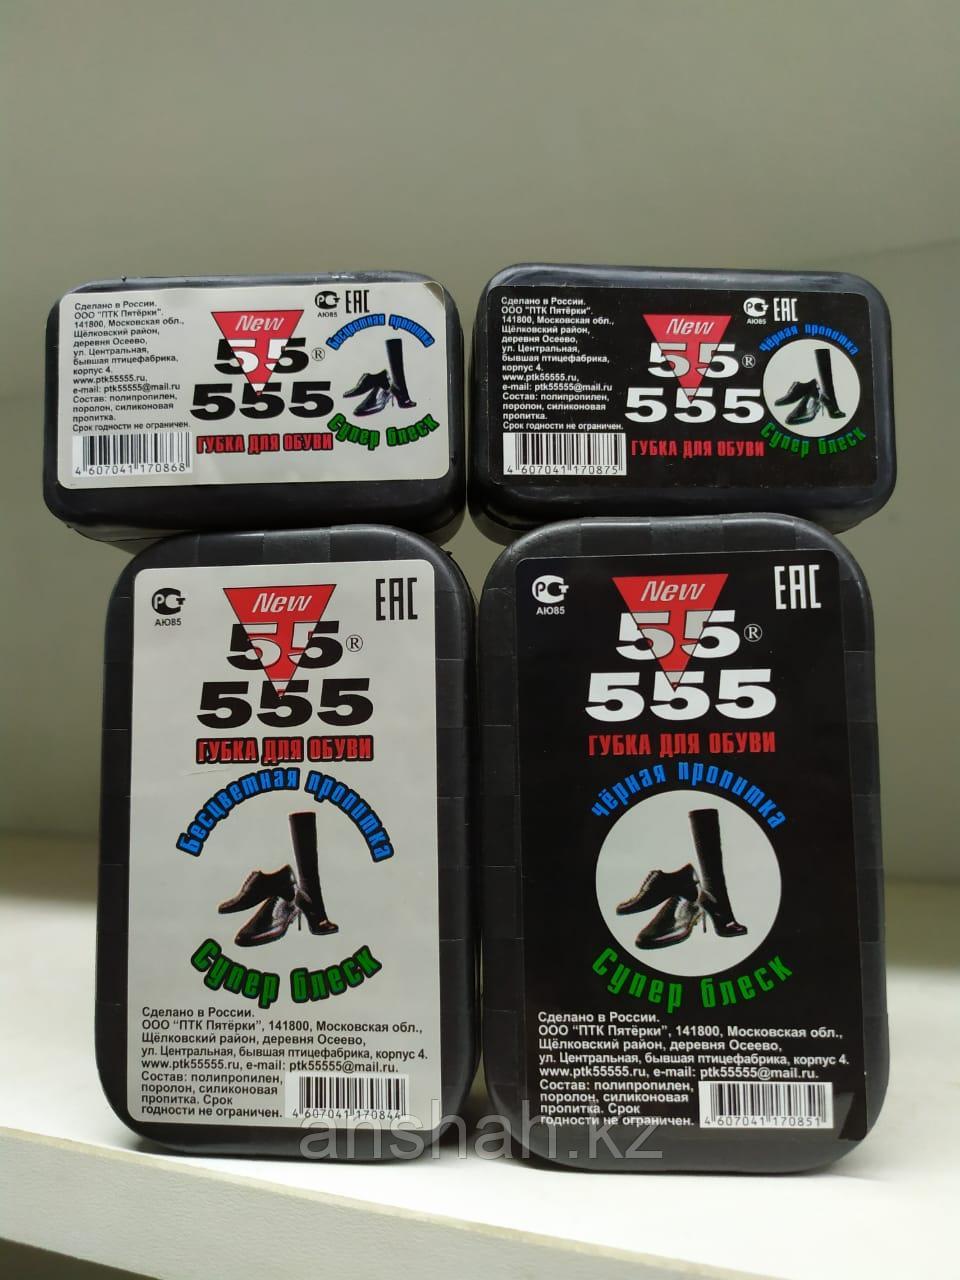 Сделано в России.
ООО "ПТК Пятёрки".
141800, Московская обл.,
Щёлковский район,
деревня Осеево,
ул. Центральная,
бывшая птицефабрика,
корпус 4.
www.ptk55555.ru,
e-mail: ptk55555@mail.ru
Состав: полипропилен,
поролон, силиконовая
пропитка.
Срок годности не ограничен.
4 607041 170868
New
55®
555
ГУБКА ДЛЯ ОБУВИ
РСТ
АЮ85
ЕАС
Бесцветная пропитка
Супер блеск
Сделано в России.
ООО "ПТК Пятёрки".
141800, Московская обл.,
Щёлковский район,
деревня Осеево,
ул. Центральная,
бывшая птицефабрика,
корпус 4.
www.ptk55555.ru,
e-mail: ptk55555@mail.ru
Состав: полипропилен,
поролон, силиконовая
пропитка.
Срок годности не ограничен.
4 607041 170875
New
55®
555
ГУБКА ДЛЯ ОБУВИ
РСТ
АЮ85
ЕАС
чёрная пропитка
Супер блеск
РСТ
АЮ85
New
ЕАС
55®
555
ГУБКА ДЛЯ ОБУВИ
Бесцветная пропитка
Супер блеск
Сделано в России.
ООО "ПТК Пятёрки", 141800, Московская обл.,
Щёлковский район, деревня Осеево,
ул. Центральная, бывшая птицефабрика, корпус 4.
www.ptk55555.ru, e-mail: ptk55555@mail.ru.
Состав: полипропилен,
поролон, силиконовая
пропитка. Срок
годности не ограничен.
4 607041 170844
РСТ
АЮ85
New
ЕАС
55®
555
ГУБКА ДЛЯ ОБУВИ
чёрная пропитка
Супер блеск
Сделано в России.
ООО "ПТК Пятёрки", 141800, Московская обл.,
Щёлковский район, деревня Осеево,
ул. Центральная, бывшая птицефабрика, корпус 4.
www.ptk55555.ru, e-mail: ptk55555@mail.ru.
Состав: полипропилен,
поролон, силиконовая
пропитка. Срок
годности не ограничен.
4 607041 170851
anshah.kz